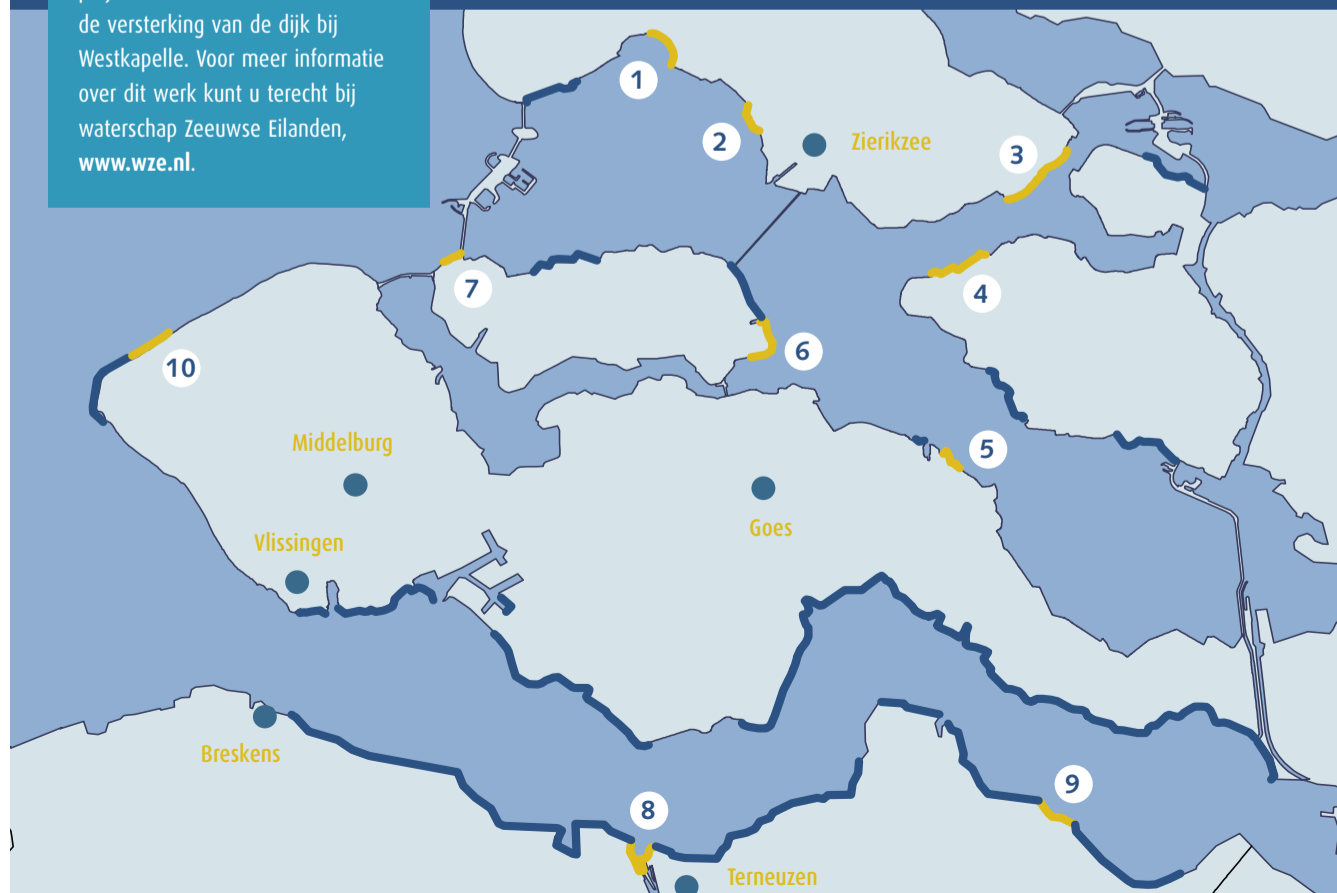 de versterking van de dijk bij
Westkapelle. Voor meer informatie
over dit werk kunt u terecht bij
waterschap Zeeuwse Eilanden,
www.wze.nl.
1
2
Zierikzee
3
7
4
10
6
Middelburg
5
Goes
Vlissingen
Breskens
8
9
Terneuzen